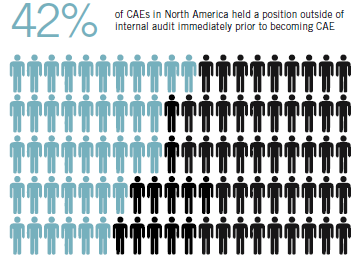 42%
of CAEs in North America held a position outside of
internal audit immediately prior to becoming CAE